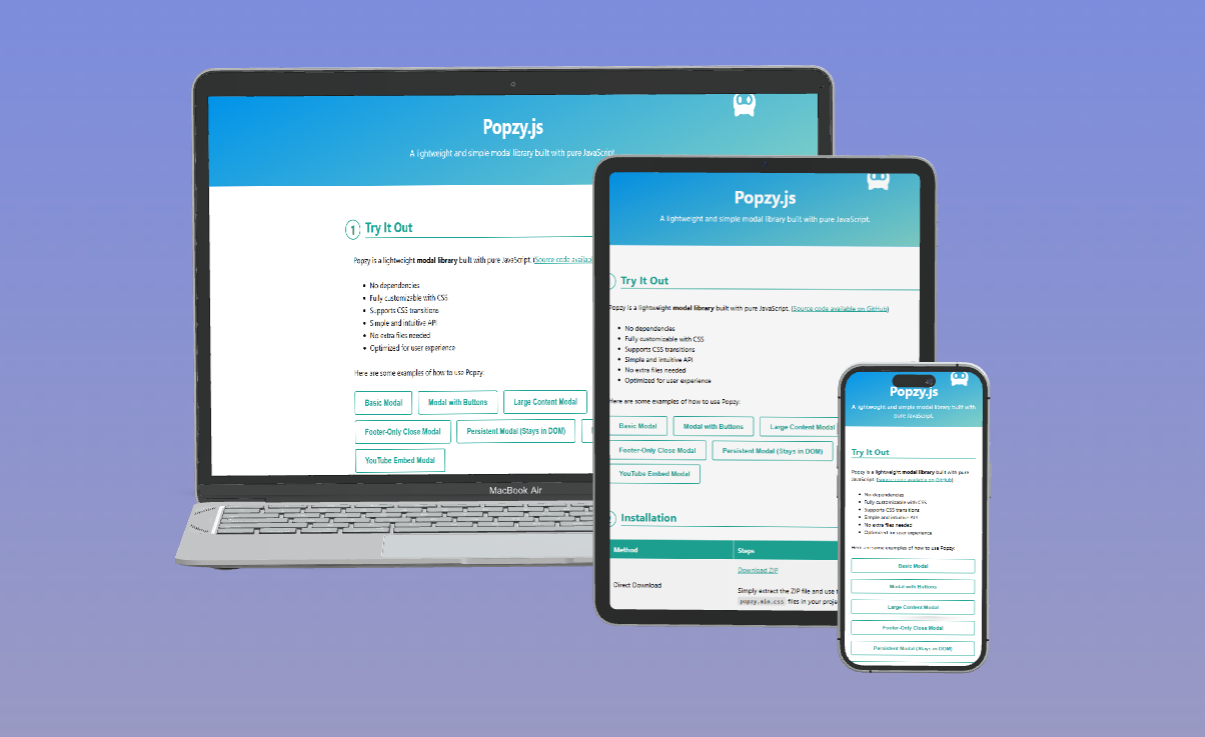 Popzy.js
A lightweight and simple modal library built with pure JavaScript.
1 Try It Out
Popzy is a lightweight modal library built with pure JavaScript. (Source code availabl
No dependencies
Fully customizable with CSS
Supports CSS transitions
Simple and intuitive API
No extra files needed
Optimized for user experience
Here are some examples of how to use Popzy:
Basic Modal Modal with Buttons Large Content Modal
Footer-Only Close Modal Persistent Modal (Stays in DOM)
YouTube Embed Modal
MacBook Air
Popzy.js
A lightweight and simple modal library built with pure JavaScript.
Try It Out
Popzy is a lightweight modal library built with pure JavaScript. (Source code available on GitHub)
No dependencies
Fully customizable with CSS
Supports CSS transitions
Simple and intuitive API
No extra files needed
Optimized for user experience
Here are some examples of how to use Popzy:
Basic Modal Modal with Buttons Large Content Modal
Footer-Only Close Modal Persistent Modal (Stays in DOM)
YouTube Embed Modal
Installation
Method Steps
Download ZIP
Direct Download
Simply extract the ZIP file and use
popzy.min.css files in your proje
Popzy.js
A lightweight and simple modal library built with
pure JavaScript.
Try It Out
Popzy is a lightweight modal library built with pure
JavaScript. (Source code available on GitHub)
No dependencies
Fully customizable with CSS
Supports CSS transitions
Simple and intuitive API
No extra files needed
Optimized for user experience
Here are some examples of how to use Popzy:
Basic Modal
Modal with Buttons
Large Content Modal
Footer-Only Close Modal
Persistent Modal (Stays in DOM)